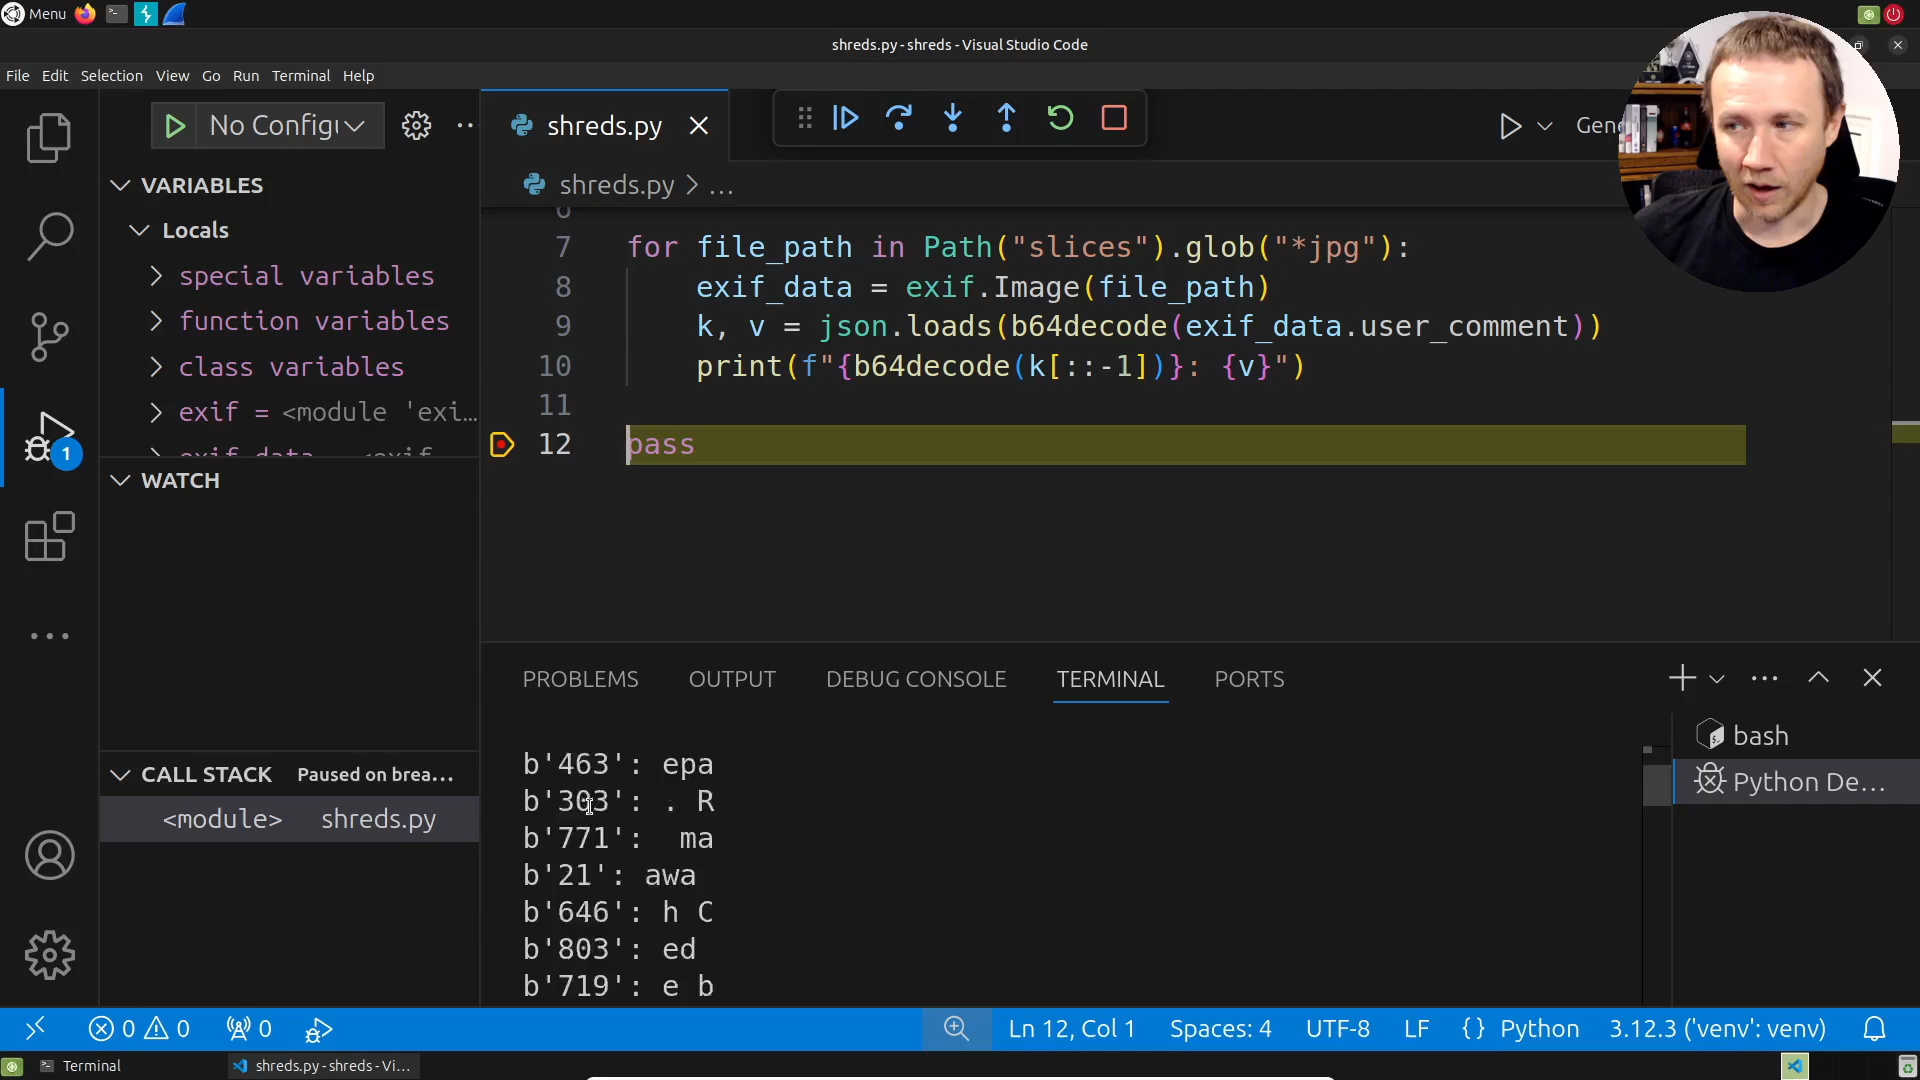 Menu
shreds.py - shreds - Visual Studio Code
File Edit Selection View Go Run Terminal Help
No Config
shreds.py
shreds.py > ...
VARIABLES
Locals
special variables
function variables
class variables
exif = <module 'exi...
WATCH
CALL STACK Paused on brea...
<module> shreds.py
6
7 for file_path in Path("slices").glob("*jpg"):
8 exif_data = exif.Image(file_path)
9 k, v = json.loads(b64decode(exif_data.user_comment))
10 print(f"{b64decode(k[::-1])}: {v}")
11
12 pass
PROBLEMS OUTPUT DEBUG CONSOLE TERMINAL PORTS
b'463': epa
b'303': . R
b'771':  ma
b'21': awa
b'646': h C
b'803': ed
b'719': e b
bash
Python De...
1
0 0 0
Ln 12, Col 1 Spaces: 4 UTF-8 LF {} Python 3.12.3 ('venv': venv)
Terminal
shreds.py - shreds - Vi...